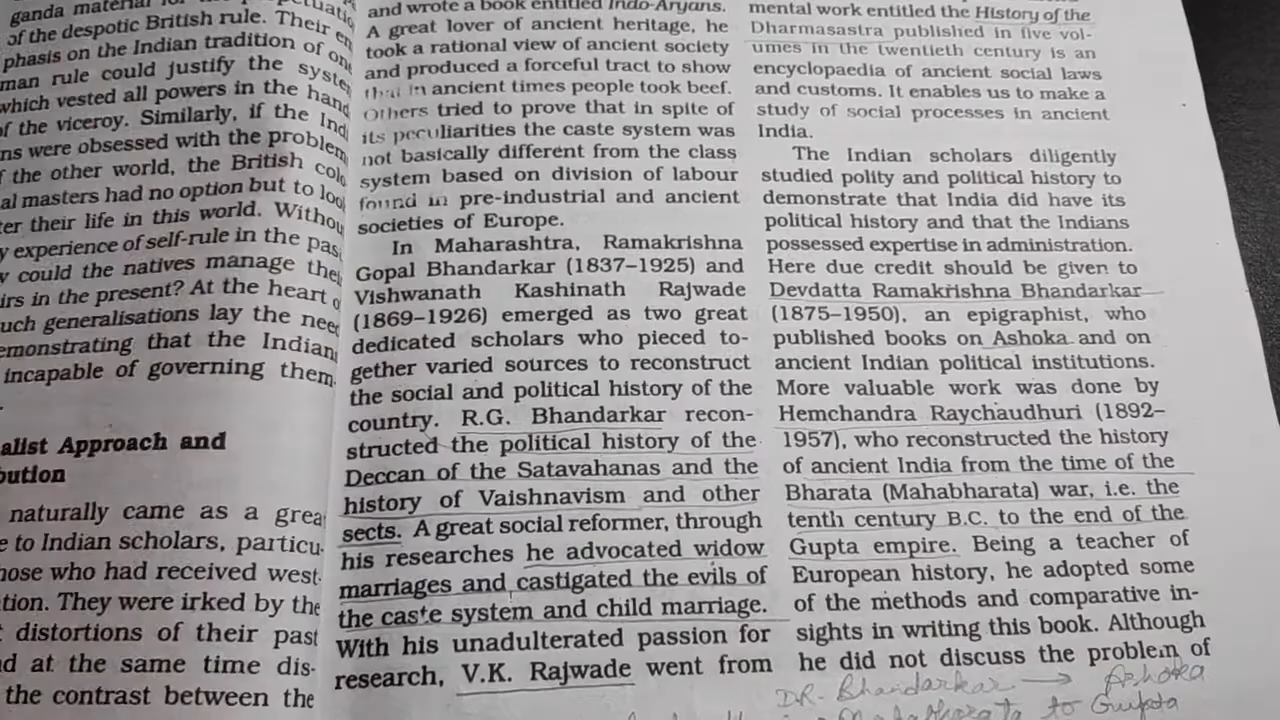 ganda material
of the despotic British rule. Their
phasis on the Indian tradition of
man rule could justify the
which vested all powers in the
of the viceroy. Similarly, if the
ns were obsessed with the
the other world, the British
al masters had no option but to
ter their life in this world.
y experience of self-rule in the
could the natives manage
irs in the present? At the heart
uch generalisations lay the
emonstrating that the
incapable of governing them
alist Approach and
bution
naturally came as a
e to Indian scholars, particu-
hose who had received west-
tion. They were irked by the
distortions of their past
d at the same time dis-
the contrast between the
and wrote a book entitled Indo-Aryans.
A great lover of ancient heritage, he
took a rational view of ancient society
and produced a forceful tract to show
that in ancient times people took beef.
Others tried to prove that in spite of
its peculiarities the caste system was
not basically different from the class
system based on division of labour
found in pre-industrial and ancient
societies of Europe.
In Maharashtra, Ramakrishna
Gopal Bhandarkar (1837–1925) and
Vishwanath Kashinath Rajwade
(1869–1926) emerged as two great
dedicated scholars who pieced to-
gether varied sources to reconstruct
the social and political history of the
country. R.G. Bhandarkar recon-
structed the political history of the
Deccan of the Satavahanas and the
history of Vaishnavism and other
sects. A great social reformer, through
his researches he advocated widow
marriages and castigated the evils of
the caste system and child marriage.
With his unadulterated passion for
research, V.K. Rajwade went from
mental work entitled the History of the
Dharmasastra published in five vol-
umes in the twentieth century is an
encyclopaedia of ancient social laws
and customs. It enables us to make a
study of social processes in ancient
India.
The Indian scholars diligently
studied polity and political history to
demonstrate that India did have its
political history and that the Indians
possessed expertise in administration.
Here due credit should be given to
Devdatta Ramakrishna Bhandarkar
(1875–1950), an epigraphist, who
published books on Ashoka and on
ancient Indian political institutions.
More valuable work was done by
Hemchandra Raychaudhuri (1892–
1957), who reconstructed the history
of ancient India from the time of the
Bharata (Mahabharata) war, i.e. the
tenth century B.C. to the end of the
Gupta empire. Being a teacher of
European history, he adopted some
of the methods and comparative in-
sights in writing this book. Although
he did not discuss the problem of
DR. Bhandarkar → Ashoka
to Gupta